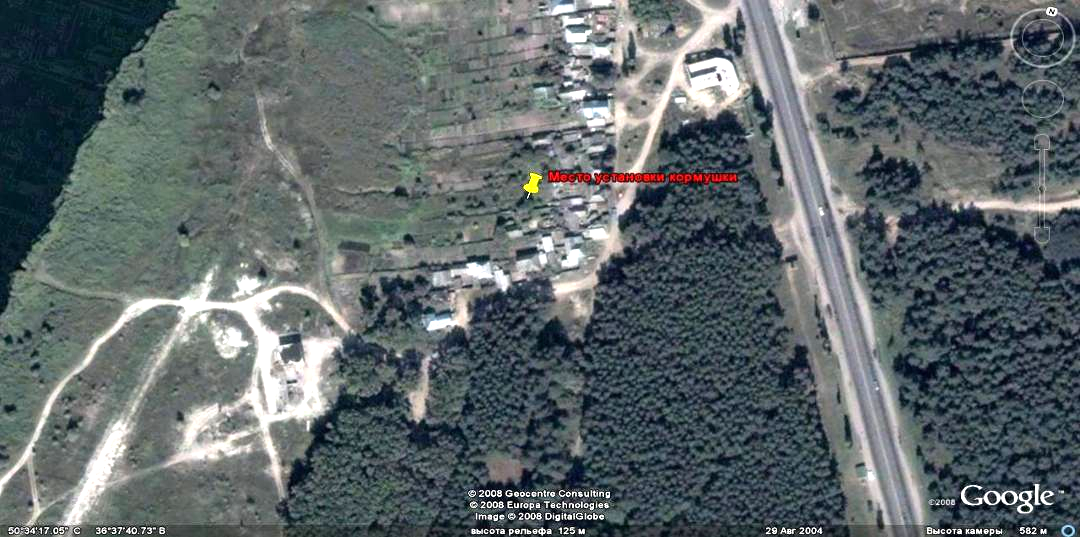 N
Место установки кормушки
© 2008 Geocentre Consulting
© 2008 Europa Technologies
Image © 2008 DigitalGlobe
©2008 Google™
50°34'17.05" С 36°37'40.73" В высота рельефа 125 м 29 Авг 2004 Высота камеры 582 м